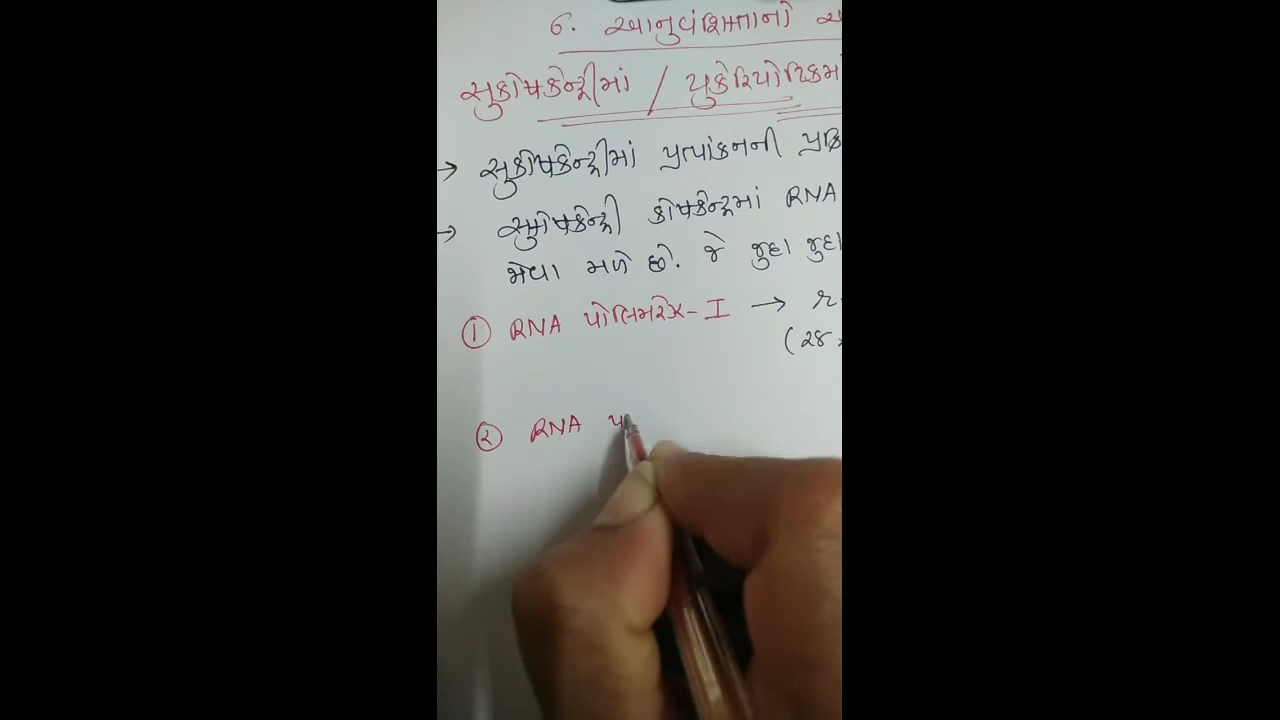 6. આનુવંશિકતાનો આ
સુકોષકેન્દ્રીમાં / યુકેરિયોટિકમાં
→ સુકોષકેન્દ્રીમાં પ્રત્યાંકનની પ્રક્રિ
→ સુકોષકેન્દ્રી કોષકેન્દ્રમાં RNA
જોવા મળે છે. જે જુદા જુદા
① RNA પોલિમરેઝ-I → r
(28
② RNA પ